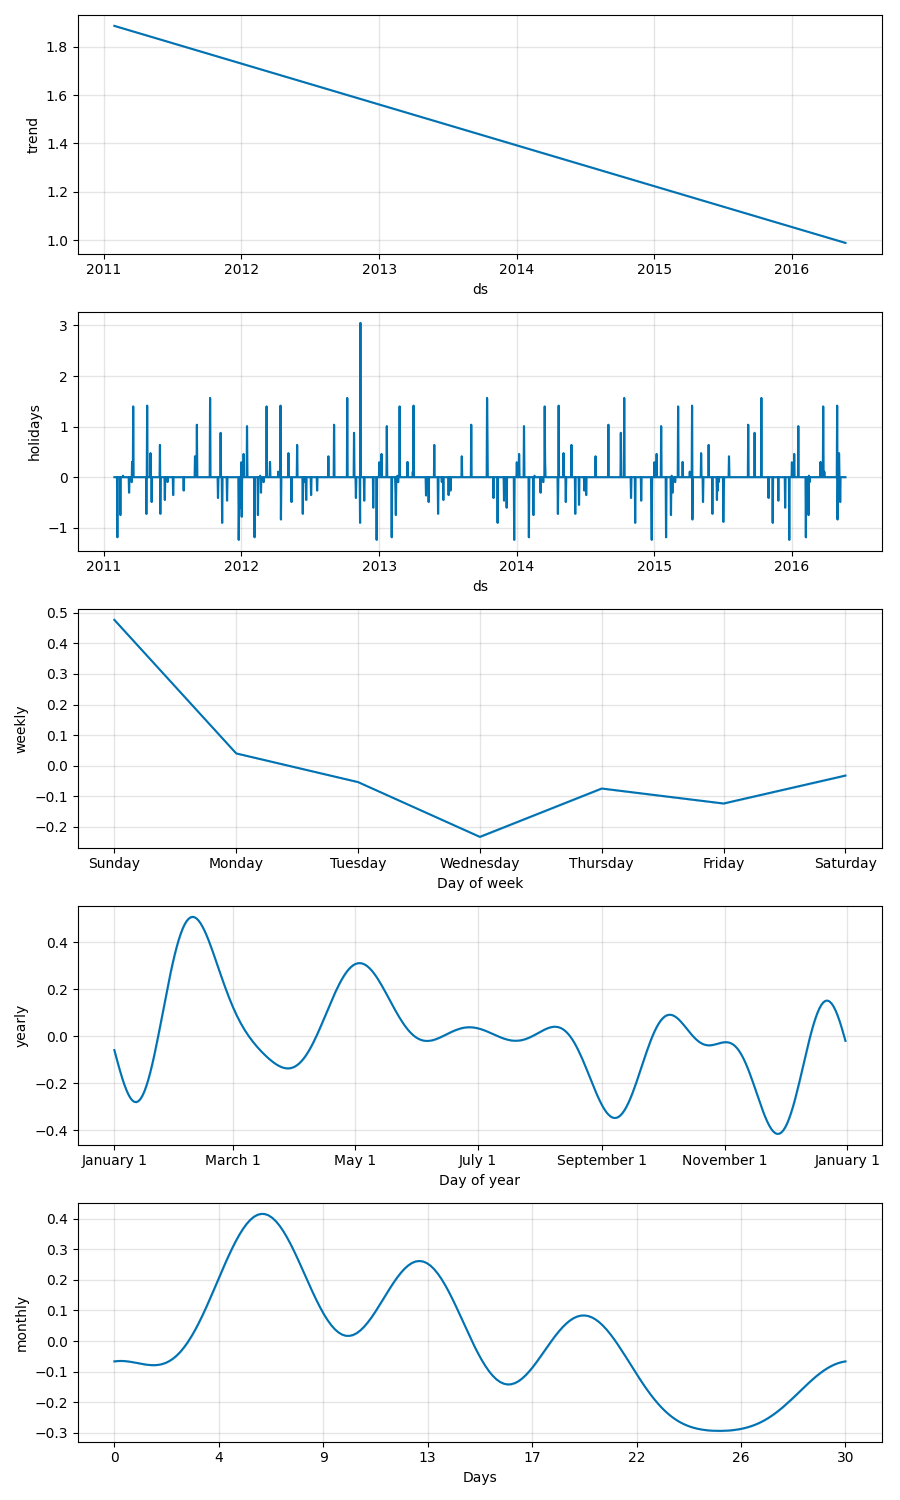 1.8
1.6
1.4
1.2
1.0
trend
2011 2012 2013 2014 2015 2016
ds
3
2
1
0
−1
holidays
2011 2012 2013 2014 2015 2016
ds
0.5
0.4
0.3
0.2
0.1
0.0
−0.1
−0.2
weekly
Sunday Monday Tuesday Wednesday Thursday Friday Saturday
Day of week
0.4
0.2
0.0
−0.2
−0.4
yearly
January 1 March 1 May 1 July 1 September 1 November 1 January 1
Day of year
0.4
0.3
0.2
0.1
0.0
−0.1
−0.2
−0.3
monthly
0 4 9 13 17 22 26 30
Days